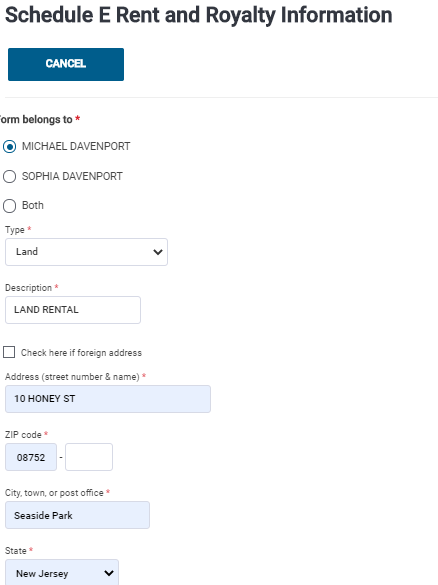 Schedule E Rent and Royalty Information
CANCEL
orm belongs to *
MICHAEL DAVENPORT
SOPHIA DAVENPORT
Both
Type *
Land
Description *
LAND RENTAL
Check here if foreign address
Address (street number & name) *
10 HONEY ST
ZIP code *
08752 -
City, town, or post office *
Seaside Park
State *
New Jersey